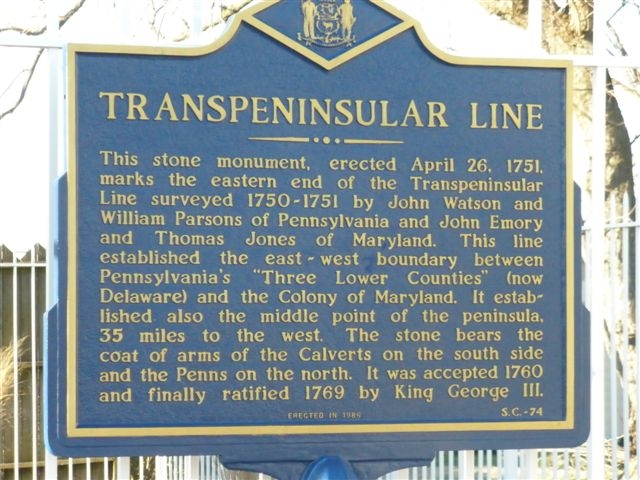 TRANSPENINSULAR LINE
This stone monument, erected April 26, 1751,
marks the eastern end of the Transpeninsular
Line surveyed 1750-1751 by John Watson and
William Parsons of Pennsylvania and John Emory
and Thomas Jones of Maryland. This line
established the east-west boundary between
Pennsylvania's "Three Lower Counties" (now
Delaware) and the Colony of Maryland. It estab-
lished also the middle point of the peninsula,
35 miles to the west. The stone bears the
coat of arms of the Calverts on the south side
and the Penns on the north. It was accepted 1760
and finally ratified 1769 by King George III.
ERECTED IN
S.C.-74